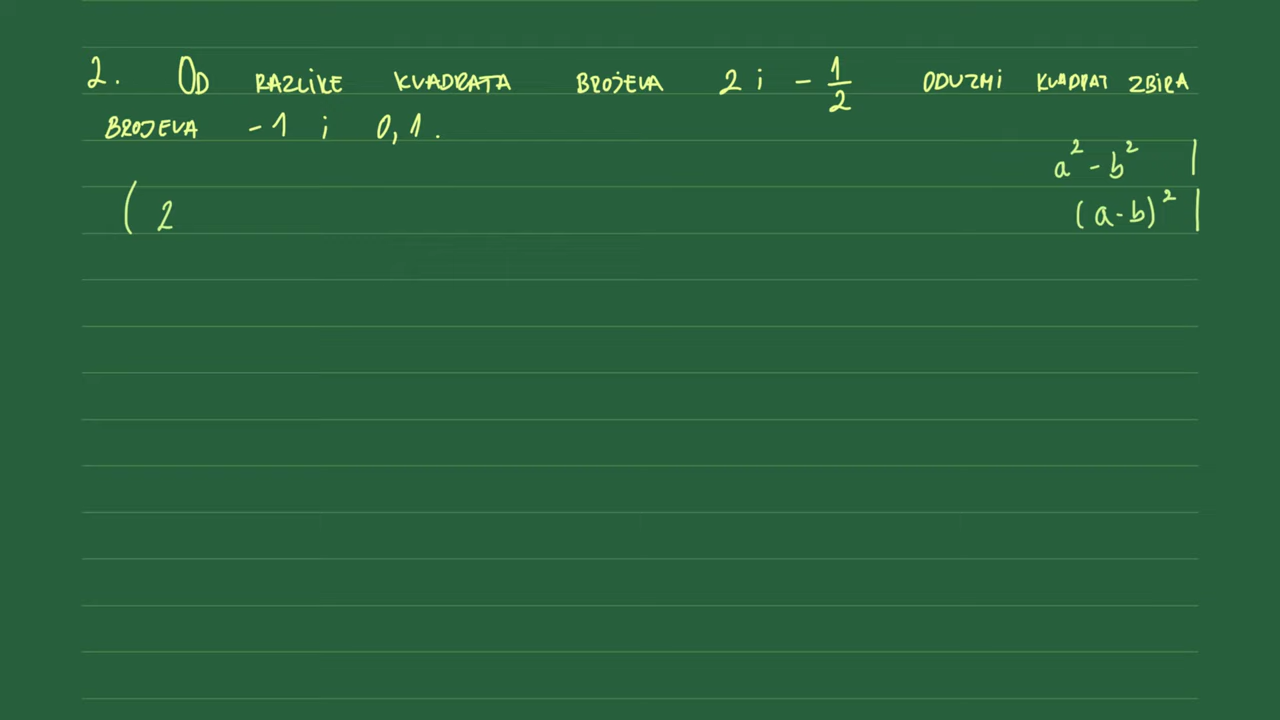 2. OD RAZLIKE KVADRATA BROJEVA 2 i -1/2 ODUZMI KVADRAT ZBIRA
BROJEVA -1 i 0,1.
a² - b² |
( 2
(a-b)² |